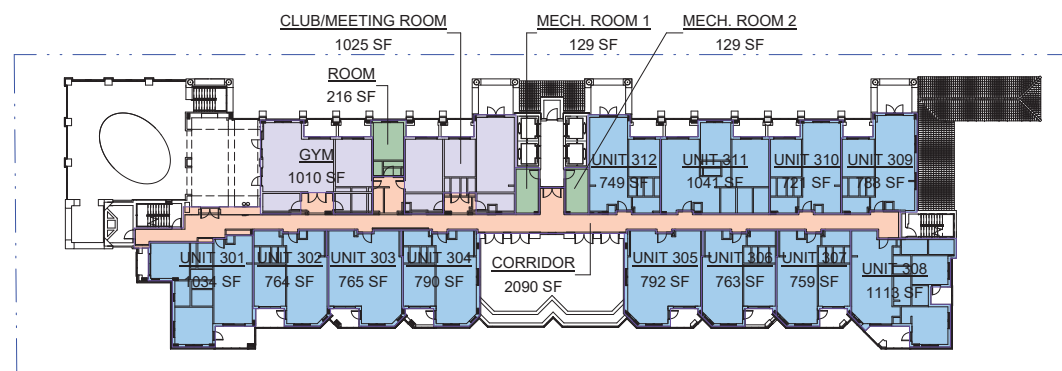 CLUB/MEETING ROOM
1025 SF
MECH. ROOM 1
129 SF
MECH. ROOM 2
129 SF
ROOM
216 SF
GYM
1010 SF
UNIT 312
749 SF
UNIT 311
1041 SF
UNIT 310
721 SF
UNIT 309
783 SF
UNIT 301
1034 SF
UNIT 302
764 SF
UNIT 303
765 SF
UNIT 304
790 SF
CORRIDOR
2090 SF
UNIT 305
792 SF
UNIT 306
763 SF
UNIT 307
759 SF
UNIT 308
1113 SF